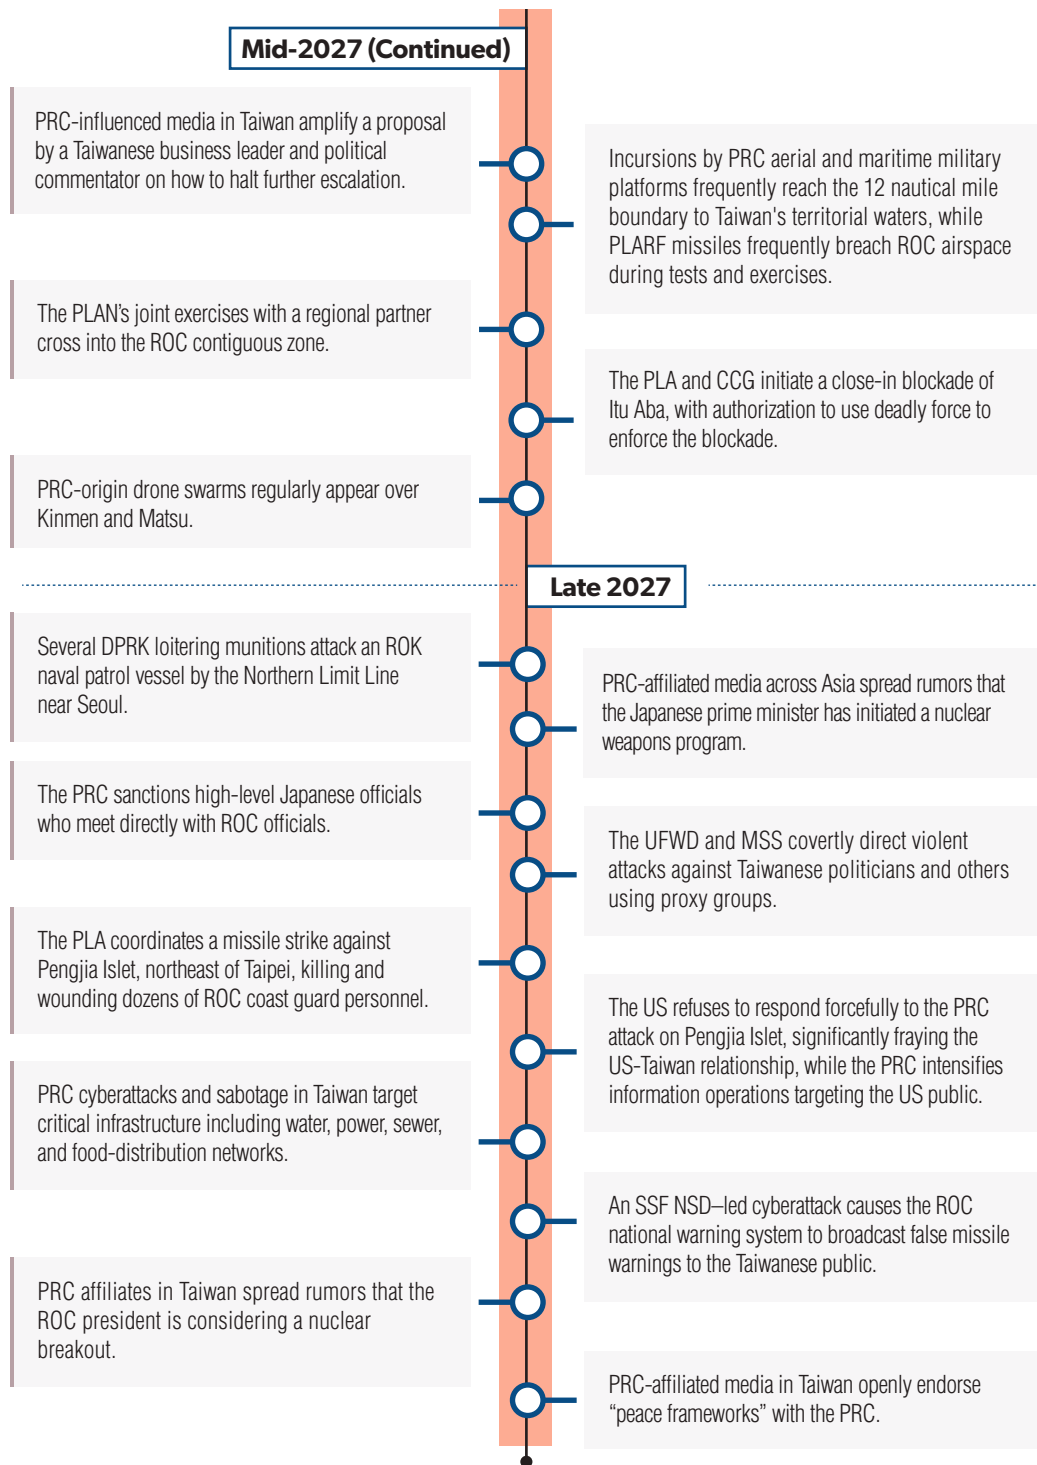 Mid-2027 (Continued)
PRC-influenced media in Taiwan amplify a proposal
by a Taiwanese business leader and political
commentator on how to halt further escalation.
Incursions by PRC aerial and maritime military
platforms frequently reach the 12 nautical mile
boundary to Taiwan's territorial waters, while
PLARF missiles frequently breach ROC airspace
during tests and exercises.
The PLAN’s joint exercises with a regional partner
cross into the ROC contiguous zone.
The PLA and CCG initiate a close-in blockade of
Itu Aba, with authorization to use deadly force to
enforce the blockade.
PRC-origin drone swarms regularly appear over
Kinmen and Matsu.
Late 2027
Several DPRK loitering munitions attack an ROK
naval patrol vessel by the Northern Limit Line
near Seoul.
PRC-affiliated media across Asia spread rumors that
the Japanese prime minister has initiated a nuclear
weapons program.
The PRC sanctions high-level Japanese officials
who meet directly with ROC officials.
The UFWD and MSS covertly direct violent
attacks against Taiwanese politicians and others
using proxy groups.
The PLA coordinates a missile strike against
Pengjia Islet, northeast of Taipei, killing and
wounding dozens of ROC coast guard personnel.
The US refuses to respond forcefully to the PRC
attack on Pengjia Islet, significantly fraying the
US-Taiwan relationship, while the PRC intensifies
information operations targeting the US public.
PRC cyberattacks and sabotage in Taiwan target
critical infrastructure including water, power, sewer,
and food-distribution networks.
An SSF NSD–led cyberattack causes the ROC
national warning system to broadcast false missile
warnings to the Taiwanese public.
PRC affiliates in Taiwan spread rumors that the
ROC president is considering a nuclear
breakout.
PRC-affiliated media in Taiwan openly endorse
“peace frameworks” with the PRC.